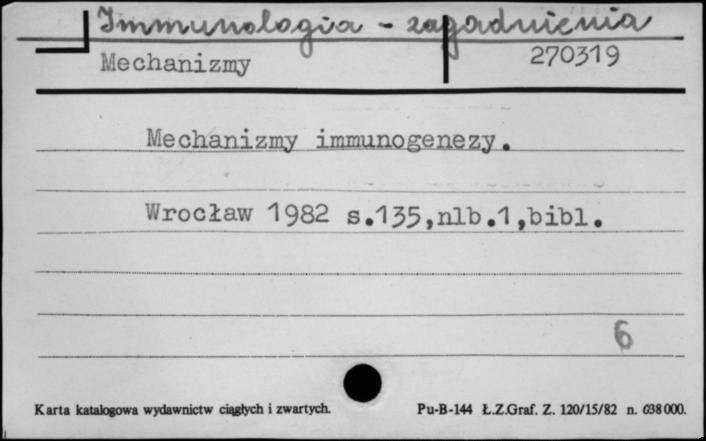 Immunologia - zagadnienia
Mechanizmy 270319
Mechanizmy immunogenezy.
Wrocław 1982 s.135,nlb.1,bibl.
6
Karta katalogowa wydawnictw ciągłych i zwartych. Pu-B-144 Ł.Z.Graf. Z. 120/15/82 n. 638 000.